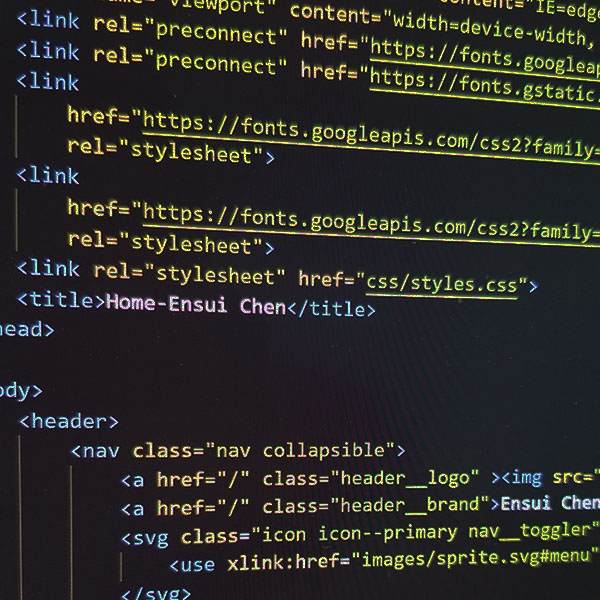 "viewport" content="width=device-width,
<link rel="preconnect" href="https://fonts.googleap
<link rel="preconnect" href="https://fonts.gstatic.
<link
href="https://fonts.googleapis.com/css2?family=
rel="stylesheet">
<link
href="https://fonts.googleapis.com/css2?family=
rel="stylesheet">
<link rel="stylesheet" href="css/styles.css">
<title>Home-Ensui Chen</title>
head>
ody>
<header>
<nav class="nav collapsible">
<a href="/" class="header__logo" ><img src="
<a href="/" class="header__brand">Ensui Chen
<svg class="icon icon--primary nav__toggler"
<use xlink:href="images/sprite.svg#menu"
</svg>